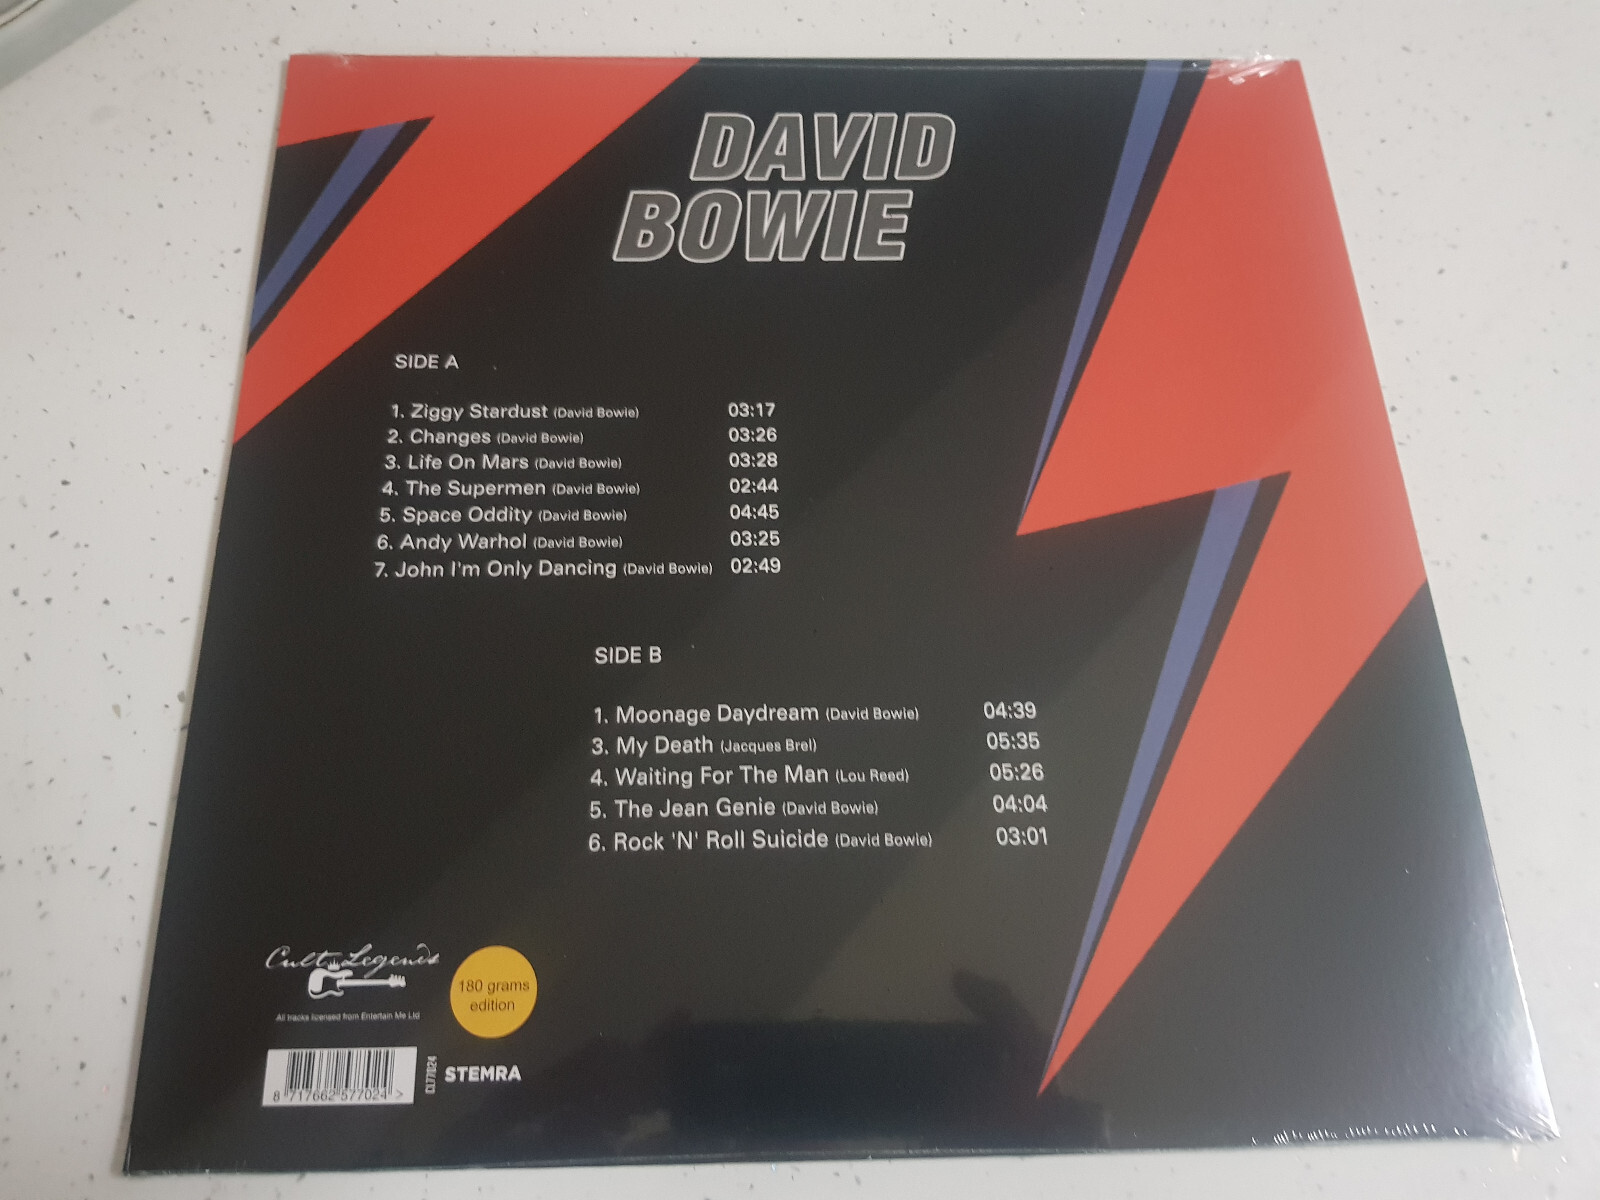 DAVID
BOWIE
SIDE A
1. Ziggy Stardust (David Bowie) 03:17
2. Changes (David Bowie) 03:26
3. Life On Mars (David Bowie) 03:28
4. The Supermen (David Bowie) 02:44
5. Space Oddity (David Bowie) 04:45
6. Andy Warhol (David Bowie) 03:25
7. John I'm Only Dancing (David Bowie) 02:49
SIDE B
1. Moonage Daydream (David Bowie) 04:39
3. My Death (Jacques Brel) 05:35
4. Waiting For The Man (Lou Reed) 05:26
5. The Jean Genie (David Bowie) 04:04
6. Rock 'N' Roll Suicide (David Bowie) 03:01
Cult Legends
180 grams
edition
All tracks licensed from Entertain Me Ltd
8 717662 577024 >
CL77024
STEMRA